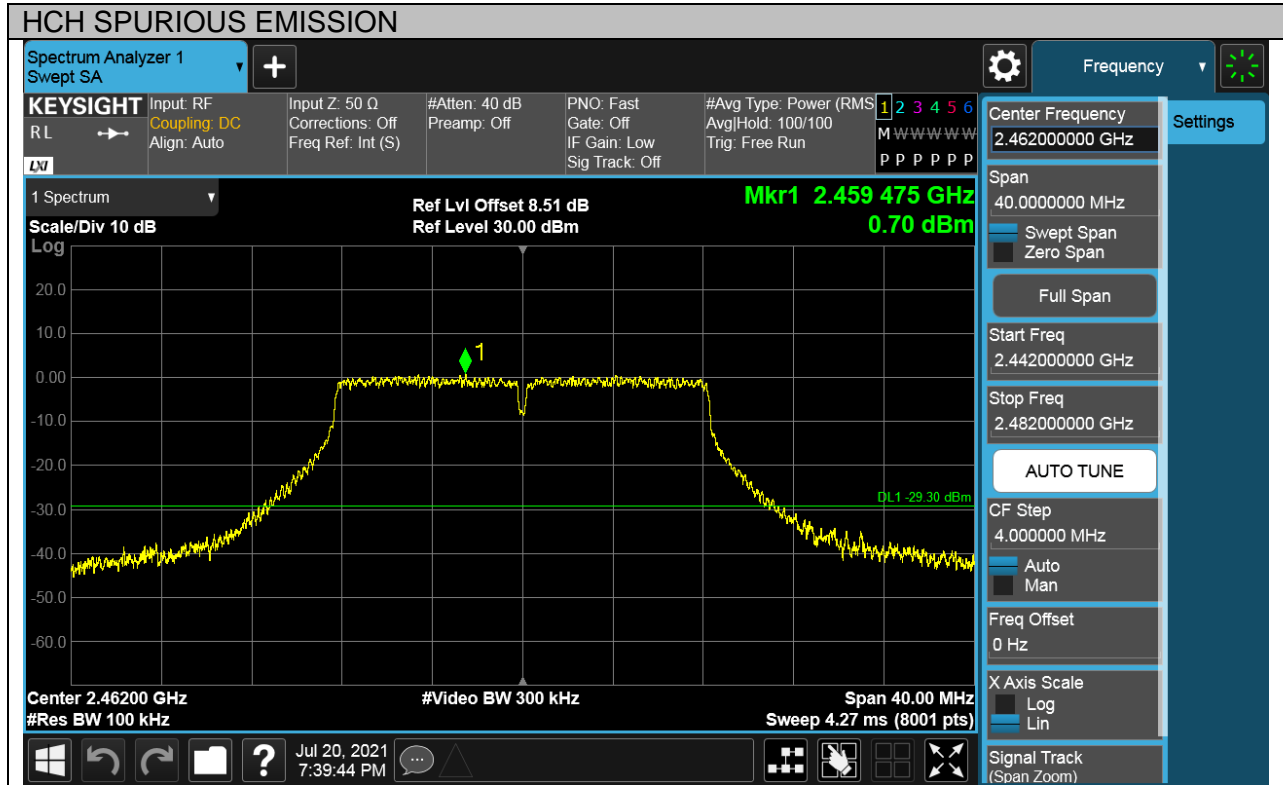 HCH SPURIOUS EMISSION
Spectrum Analyzer 1
Swept SA
Frequency
KEYSIGHT
R L
LXI
Input: RF
Coupling: DC
Align: Auto
Input Z: 50 Ω
Corrections: Off
Freq Ref: Int (S)
#Atten: 40 dB
Preamp: Off
PNO: Fast
Gate: Off
IF Gain: Low
Sig Track: Off
#Avg Type: Power (RMS
Avg|Hold: 100/100
Trig: Free Run
1 2 3 4 5 6
M W W W W W
P P P P P P
1 Spectrum
Scale/Div 10 dB
Log
Ref Lvl Offset 8.51 dB
Ref Level 30.00 dBm
Mkr1 2.459 475 GHz
0.70 dBm
20.0
10.0
0.00
-10.0
-20.0
-30.0
-40.0
-50.0
-60.0
1
DL1 -29.30 dBm
Center 2.46200 GHz
#Res BW 100 kHz
#Video BW 300 kHz
Span 40.00 MHz
Sweep 4.27 ms (8001 pts)
Center Frequency
2.462000000 GHz
Settings
Span
40.0000000 MHz
Swept Span
Zero Span
Full Span
Start Freq
2.442000000 GHz
Stop Freq
2.482000000 GHz
AUTO TUNE
CF Step
4.000000 MHz
Auto
Man
Freq Offset
0 Hz
X Axis Scale
Log
Lin
Signal Track
(Span Zoom)
?
Jul 20, 2021
7:39:44 PM